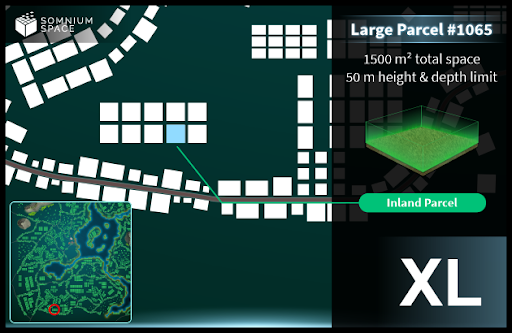 SOMNIUM
SPACE
Large Parcel #1065
1500 m² total space
50 m height & depth limit
Inland Parcel
XL